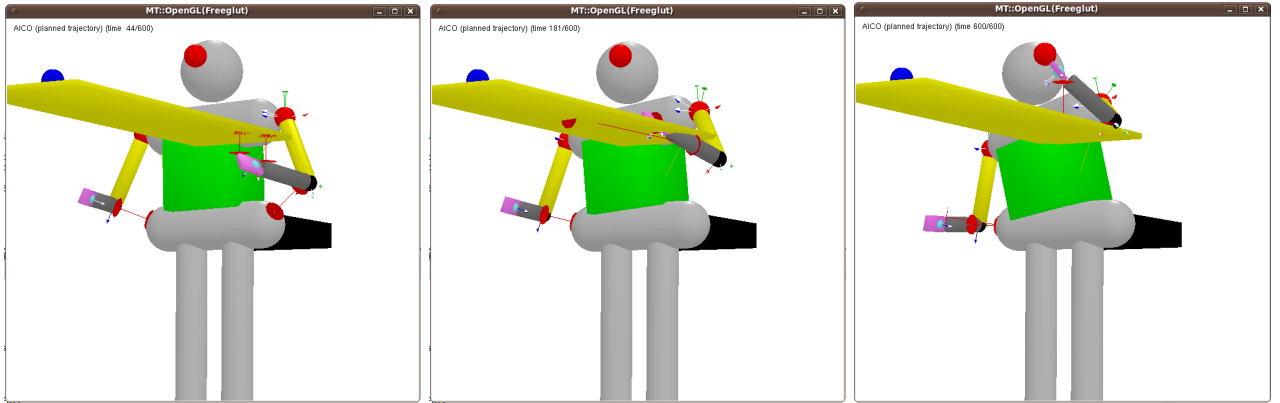 MT::OpenGL(Freeglut)
AICO (planned trajectory) (time 44/600)
MT::OpenGL(Freeglut)
AICO (planned trajectory) (time 181/600)
MT::OpenGL(Freeglut)
AICO (planned trajectory) (time 600/600)